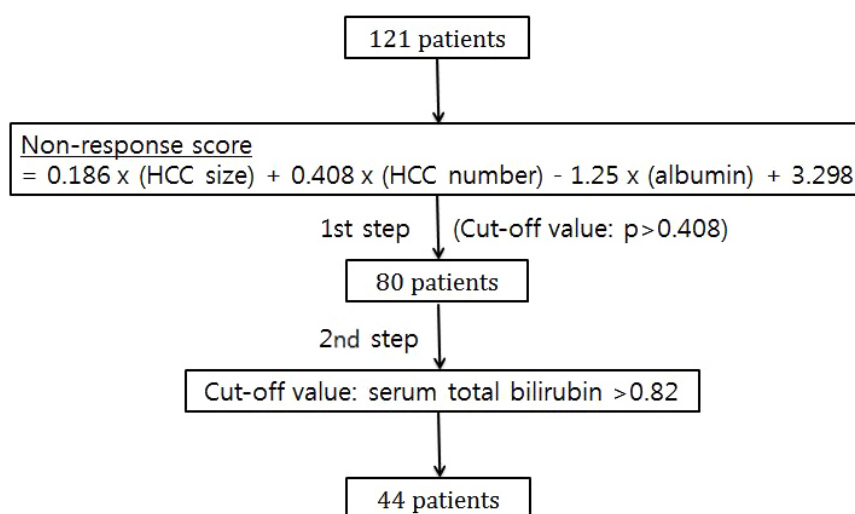 121 patients
Non-response score
= 0.186 x (HCC size) + 0.408 x (HCC number) - 1.25 x (albumin) + 3.298
1st step (Cut-off value: p>0.408)
80 patients
2nd step
Cut-off value: serum total bilirubin >0.82
44 patients